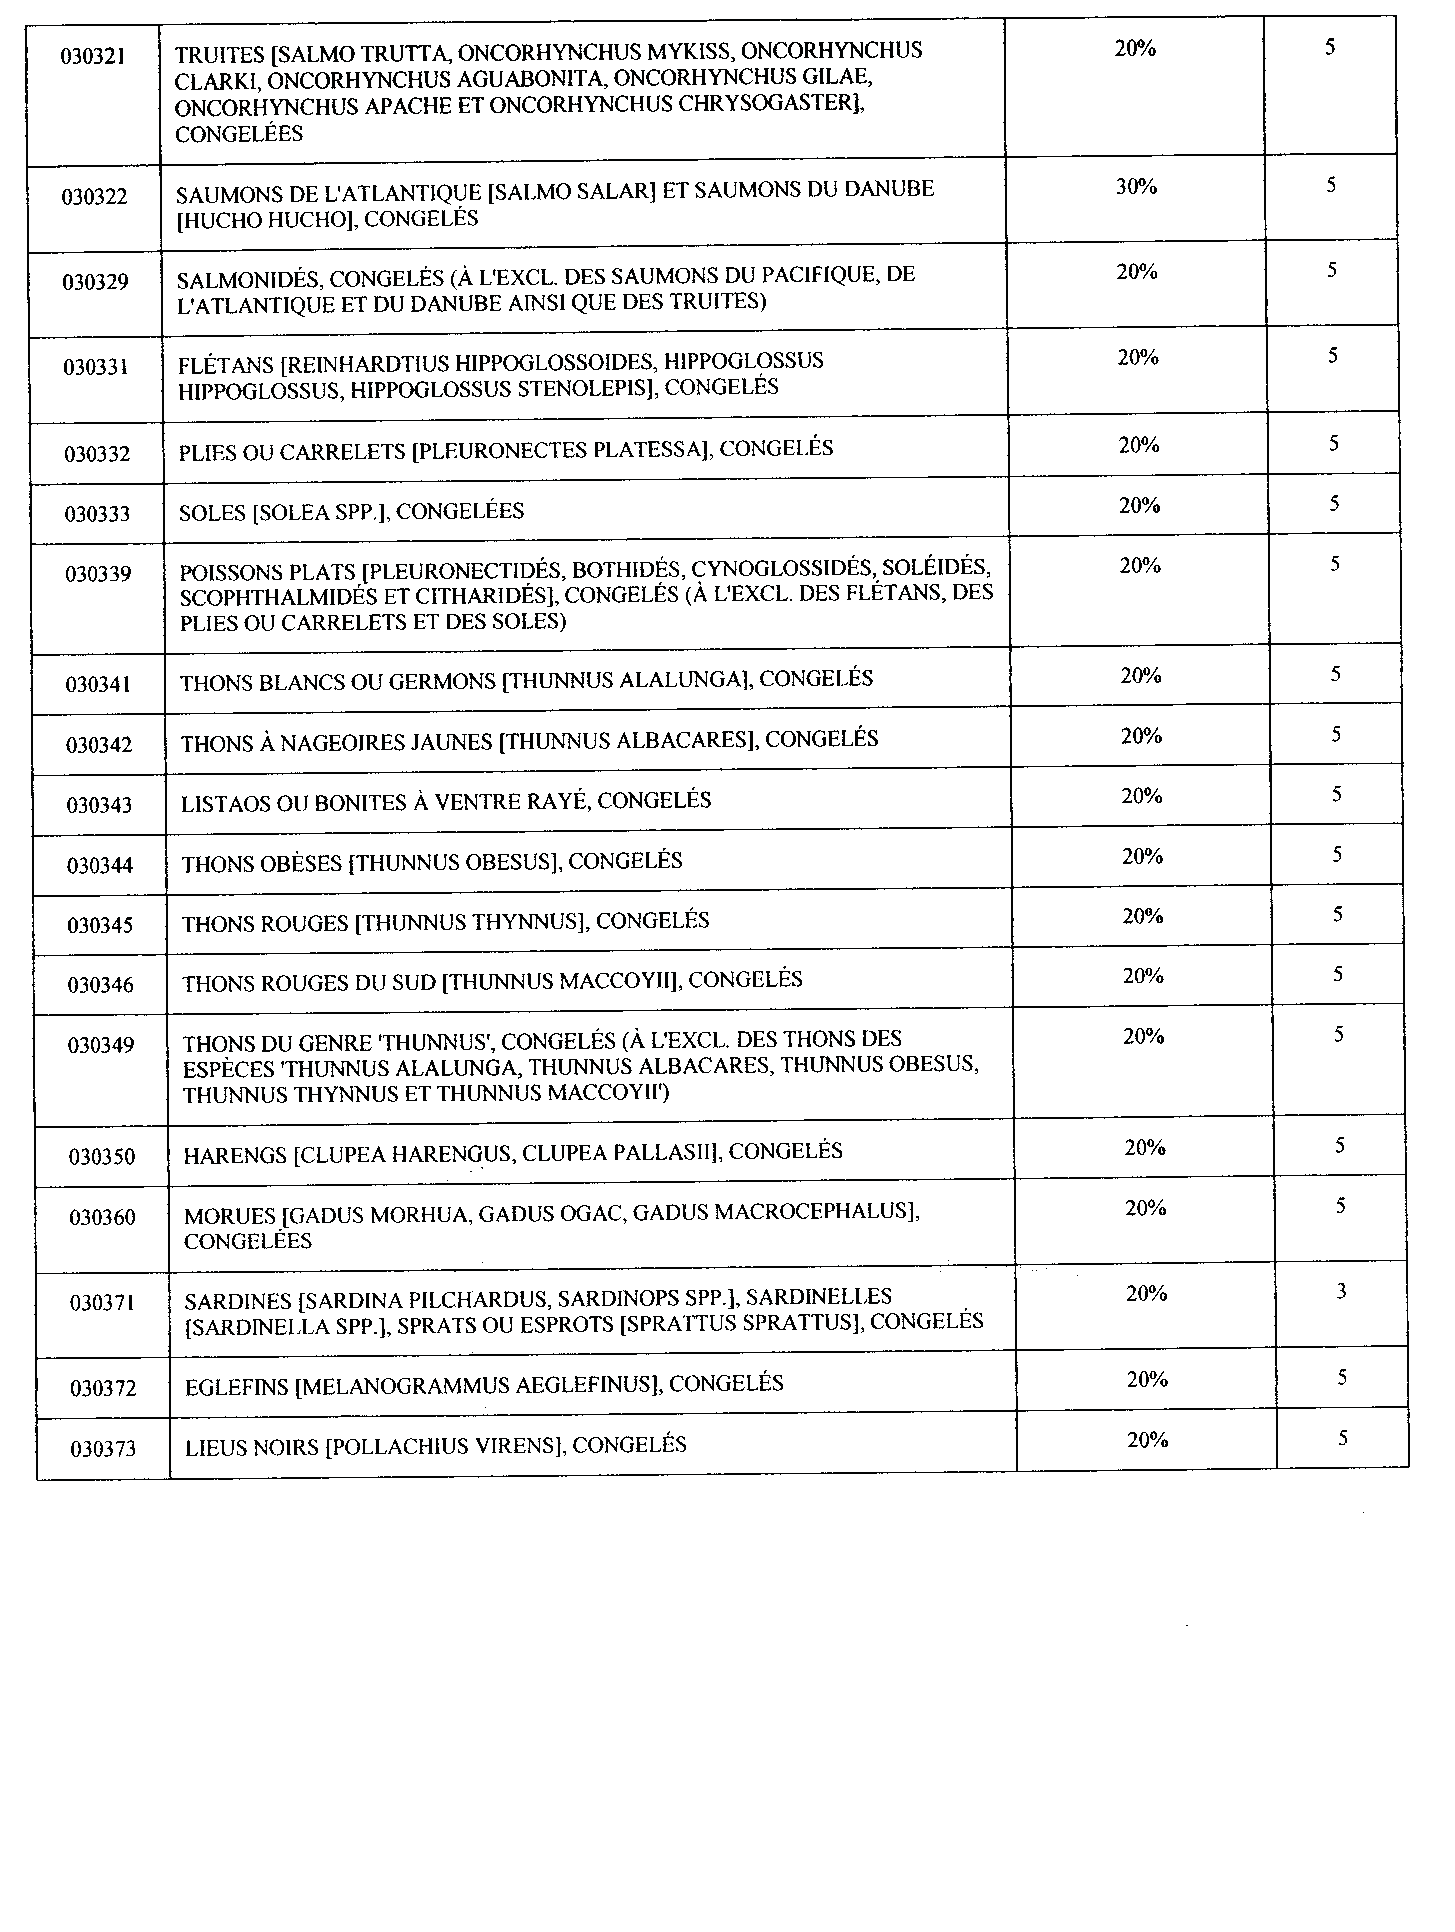 030321 TRUITES [SALMO TRUTTA, ONCORHYNCHUS MYKISS, ONCORHYNCHUS 20% 5
CLARKI, ONCORHYNCHUS AGUABONITA, ONCORHYNCHUS GILAE,
ONCORHYNCHUS APACHE ET ONCORHYNCHUS CHRYSOGASTER],
CONGELÉES
030322 SAUMONS DE L'ATLANTIQUE [SALMO SALAR] ET SAUMONS DU DANUBE 30% 5
[HUCHO HUCHO], CONGELÉS
030329 SALMONIDÉS, CONGELÉS (À L'EXCL. DES SAUMONS DU PACIFIQUE, DE 20% 5
L'ATLANTIQUE ET DU DANUBE AINSI QUE DES TRUITES)
030331 FLÉTANS [REINHARDTIUS HIPPOGLOSSOIDES, HIPPOGLOSSUS 20% 5
HIPPOGLOSSUS, HIPPOGLOSSUS STENOLEPIS], CONGELÉS
030332 PLIES OU CARRELETS [PLEURONECTES PLATESSA], CONGELÉS 20% 5
030333 SOLES [SOLEA SPP.], CONGELÉES 20% 5
030339 POISSONS PLATS [PLEURONECTIDÉS, BOTHIDÉS, CYNOGLOSSIDÉS, SOLÉIDÉS, 20% 5
SCOPHTHALMIDÉS ET CITHARIDÉS], CONGELÉS (À L'EXCL. DES FLÉTANS, DES
PLIES OU CARRELETS ET DES SOLES)
030341 THONS BLANCS OU GERMONS [THUNNUS ALALUNGA], CONGELÉS 20% 5
030342 THONS À NAGEOIRES JAUNES [THUNNUS ALBACARES], CONGELÉS 20% 5
030343 LISTAOS OU BONITES À VENTRE RAYÉ, CONGELÉS 20% 5
030344 THONS OBÈSES [THUNNUS OBESUS], CONGELÉS 20% 5
030345 THONS ROUGES [THUNNUS THYNNUS], CONGELÉS 20% 5
030346 THONS ROUGES DU SUD [THUNNUS MACCOYII], CONGELÉS 20% 5
030349 THONS DU GENRE 'THUNNUS', CONGELÉS (À L'EXCL. DES THONS DES 20% 5
ESPÈCES 'THUNNUS ALALUNGA, THUNNUS ALBACARES, THUNNUS OBESUS,
THUNNUS THYNNUS ET THUNNUS MACCOYII')
030350 HARENGS [CLUPEA HARENGUS, CLUPEA PALLASII], CONGELÉS 20% 5
030360 MORUES [GADUS MORHUA, GADUS OGAC, GADUS MACROCEPHALUS], 20% 5
CONGELÉES
030371 SARDINES [SARDINA PILCHARDUS, SARDINOPS SPP.], SARDINELLES 20% 3
[SARDINELLA SPP.], SPRATS OU ESPROTS [SPRATTUS SPRATTUS], CONGELÉS
030372 EGLEFINS [MELANOGRAMMUS AEGLEFINUS], CONGELÉS 20% 5
030373 LIEUS NOIRS [POLLACHIUS VIRENS], CONGELÉS 20% 5